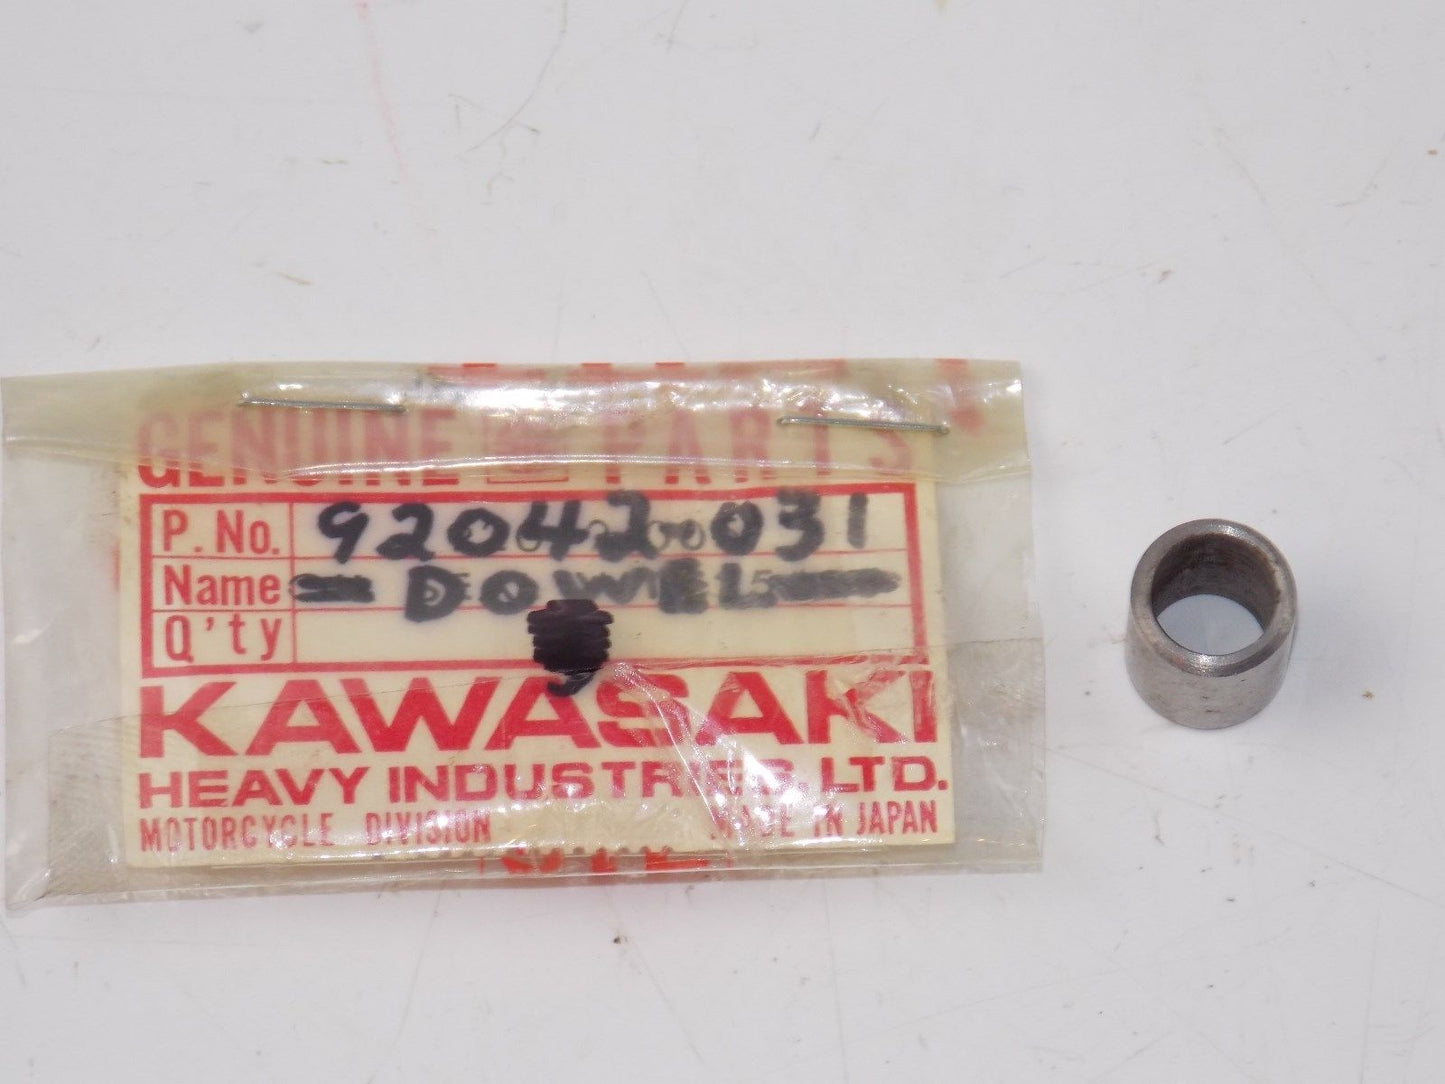 GENUINE PARTS
P. No. 92042 031
Name DOWEL
Q'ty
KAWASAKI
HEAVY INDUSTRIES, LTD.
MOTORCYCLE DIVISION MADE IN JAPAN